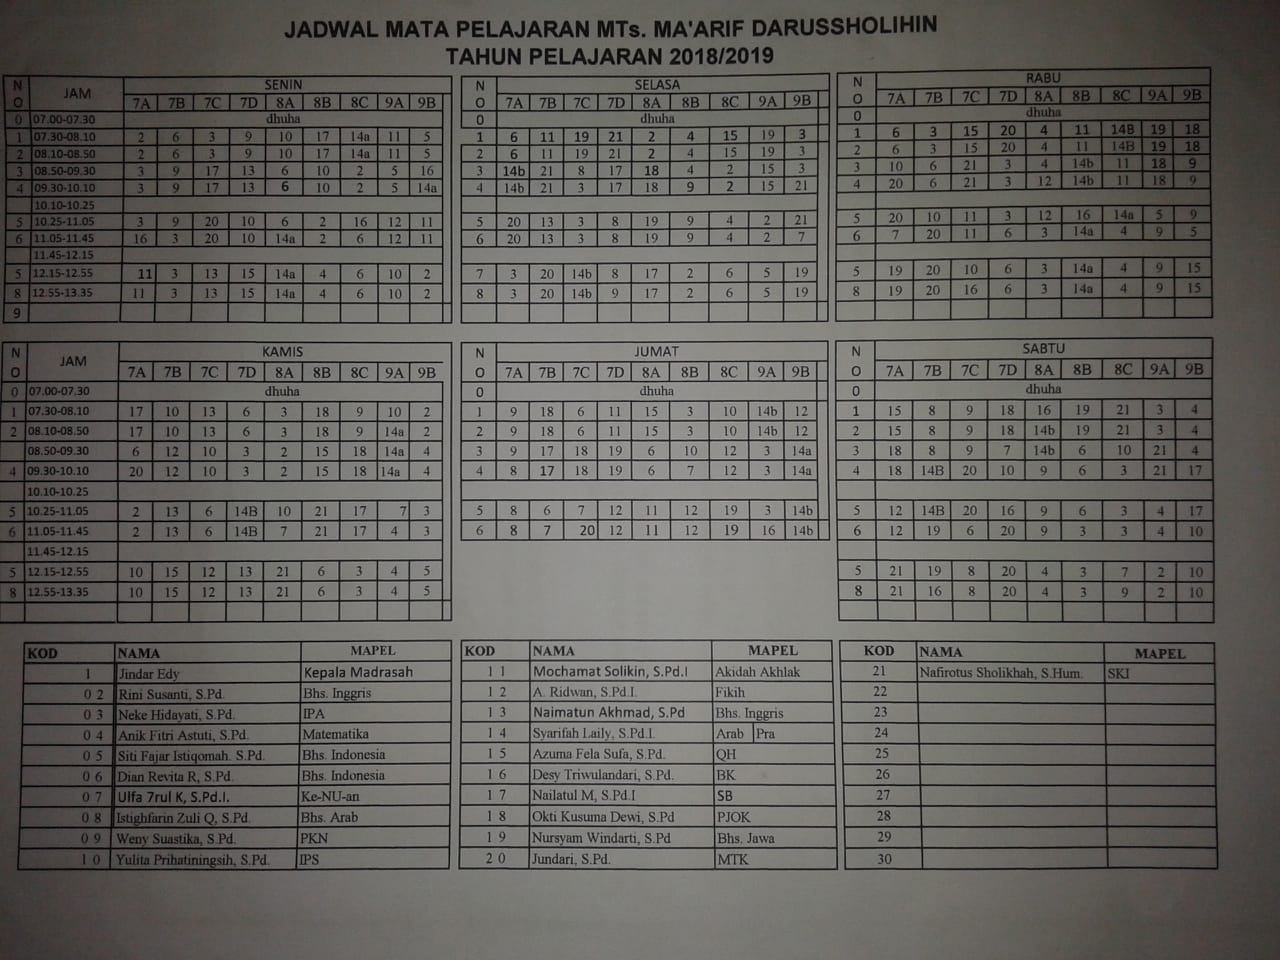 JADWAL MATA PELAJARAN MTs. MA'ARIF DARUSSHOLIHIN
TAHUN PELAJARAN 2018/2019
NO JAM SENIN
7A 7B 7C 7D 8A 8B 8C 9A 9B
0 07.00-07.30 dhuha
1 07.30-08.10 2 6 3 9 10 17 14a 11 5
2 08.10-08.50 2 6 3 9 10 17 14a 11 5
3 08.50-09.30 3 9 17 13 6 10 2 5 16
4 09.30-10.10 3 9 17 13 6 10 2 5 14a
10.10-10.25
5 10.25-11.05 3 9 20 10 6 2 16 12 11
6 11.05-11.45 16 3 20 10 14a 2 6 12 11
11.45-12.15
5 12.15-12.55 11 3 13 15 14a 4 6 10 2
8 12.55-13.35 11 3 13 15 14a 4 6 10 2
9
NO SELASA
7A 7B 7C 7D 8A 8B 8C 9A 9B
0 dhuha
1 6 11 19 21 2 4 15 19 3
2 6 11 19 21 2 4 15 19 3
3 14b 21 8 17 18 4 2 15 3
4 14b 21 3 17 18 9 2 15 21
5 20 13 3 8 19 9 4 2 21
6 20 13 3 8 19 9 4 2 7
7 3 20 14b 8 17 2 6 5 19
8 3 20 14b 9 17 2 6 5 19
NO RABU
7A 7B 7C 7D 8A 8B 8C 9A 9B
0 dhuha
1 6 3 15 20 4 11 14B 19 18
2 6 3 15 20 4 11 14B 19 18
3 10 6 21 3 4 14b 11 18 9
4 20 6 21 3 12 14b 11 18 9
5 20 10 11 3 12 16 14a 5 9
6 7 20 11 6 3 14a 4 9 5
5 19 20 10 6 3 14a 4 9 15
8 19 20 16 6 3 14a 4 9 15
NO JAM KAMIS
7A 7B 7C 7D 8A 8B 8C 9A 9B
0 07.00-07.30 dhuha
1 07.30-08.10 17 10 13 6 3 18 9 10 2
2 08.10-08.50 17 10 13 6 3 18 9 14a 2
08.50-09.30 6 12 10 3 2 15 18 14a 4
4 09.30-10.10 20 12 10 3 2 15 18 14a 4
10.10-10.25
5 10.25-11.05 2 13 6 14B 10 21 17 7 3
6 11.05-11.45 2 13 6 14B 7 21 17 4 3
11.45-12.15
5 12.15-12.55 10 15 12 13 21 6 3 4 5
8 12.55-13.35 10 15 12 13 21 6 3 4 5
NO JUMAT
7A 7B 7C 7D 8A 8B 8C 9A 9B
0 dhuha
1 9 18 6 11 15 3 10 14b 12
2 9 18 6 11 15 3 10 14b 12
3 9 17 18 19 6 10 12 3 14a
4 8 17 18 19 6 7 12 3 14a
5 8 6 7 12 11 12 19 3 14b
6 8 7 20 12 11 12 19 16 14b
NO SABTU
7A 7B 7C 7D 8A 8B 8C 9A 9B
0 dhuha
1 15 8 9 18 16 19 21 3 4
2 15 8 9 18 14b 19 21 3 4
3 18 8 9 7 14b 6 10 21 4
4 18 14B 20 10 9 6 3 21 17
5 12 14B 20 16 9 6 3 4 17
6 12 19 6 20 9 3 3 4 10
5 21 19 8 20 4 3 7 2 10
8 21 16 8 20 4 3 9 2 10
KOD NAMA MAPEL
1 Jindar Edy Kepala Madrasah
02 Rini Susanti, S.Pd. Bhs. Inggris
03 Neke Hidayati, S.Pd. IPA
04 Anik Fitri Astuti, S.Pd. Matematika
05 Siti Fajar Istiqomah. S.Pd. Bhs. Indonesia
06 Dian Revita R, S.Pd. Bhs. Indonesia
07 Ulfa 7rul K, S.Pd.I. Ke-NU-an
08 Istighfarin Zuli Q, S.Pd. Bhs. Arab
09 Weny Suastika, S.Pd. PKN
10 Yulita Prihatiningsih, S.Pd. IPS
KOD NAMA MAPEL
11 Mochamat Solikin, S.Pd.I Akidah Akhlak
12 A. Ridwan, S.Pd.I. Fikih
13 Naimatun Akhmad, S.Pd Bhs. Inggris
14 Syarifah Laily, S.Pd.I. Arab Pra
15 Azuma Fela Sufa, S.Pd. QH
16 Desy Triwulandari, S.Pd. BK
17 Nailatul M, S.Pd.I SB
18 Okti Kusuma Dewi, S.Pd PJOK
19 Nursyam Windarti, S.Pd Bhs. Jawa
20 Jundari, S.Pd. MTK
KOD NAMA MAPEL
21 Nafirotus Sholikhah, S.Hum. SKI
22
23
24
25
26
27
28
29
30